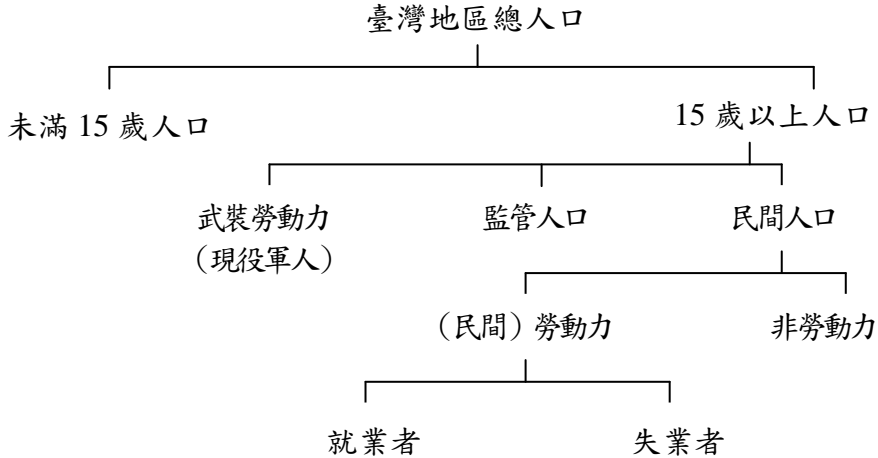 臺灣地區總人口
未滿 15 歲人口
15 歲以上人口
武裝勞動力
(現役軍人)
監管人口
民間人口
(民間)勞動力
非勞動力
就業者
失業者